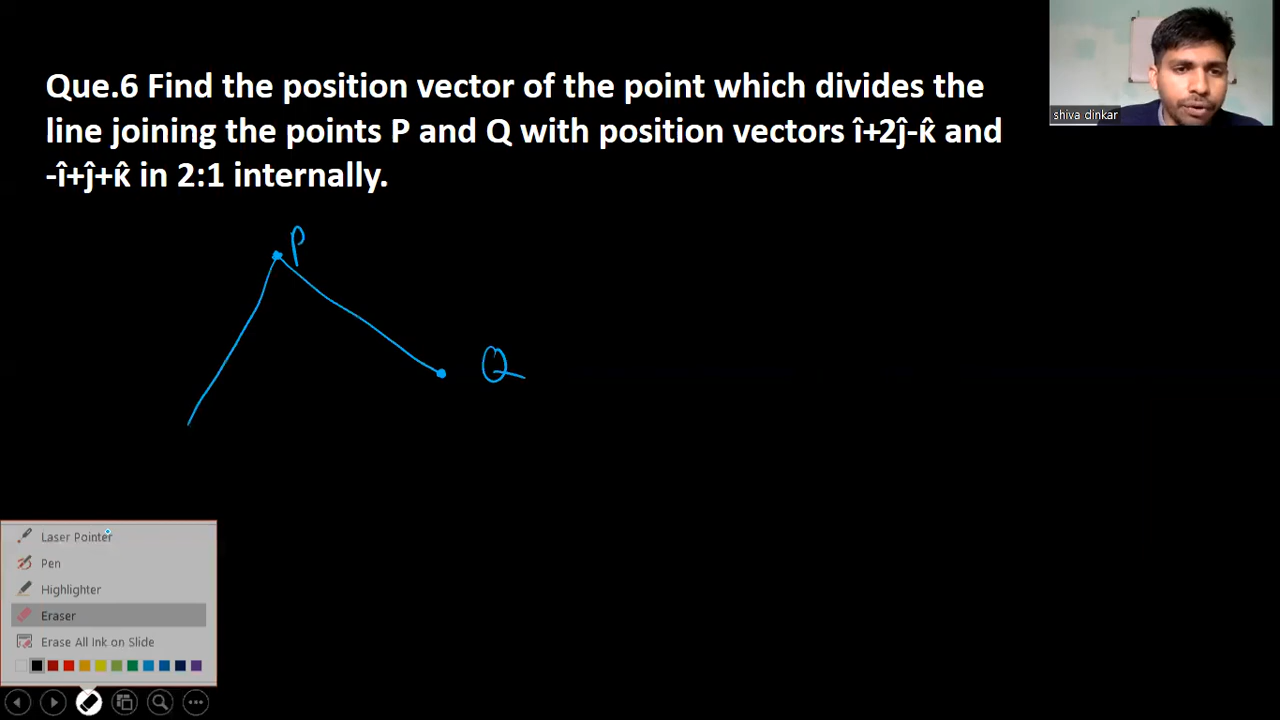 shiva dinkar
Que.6 Find the position vector of the point which divides the
line joining the points P and Q with position vectors î+2ĵ-k̂ and
-î+ĵ+k̂ in 2:1 internally.
P
Q
Laser Pointer
Pen
Highlighter
Eraser
Erase All Ink on Slide